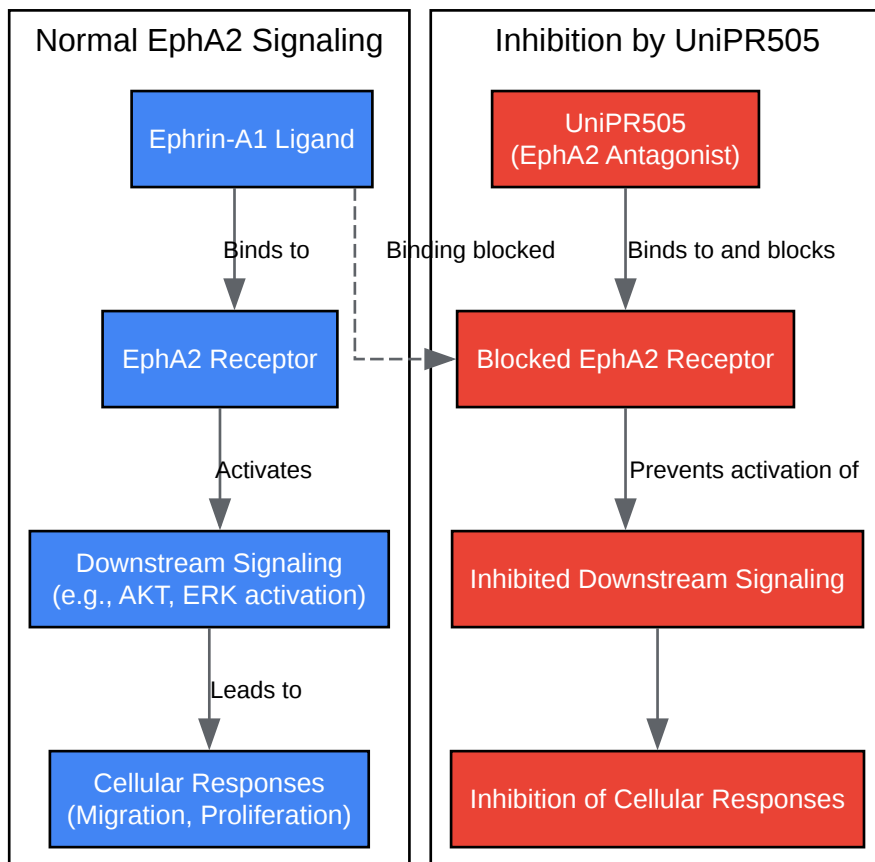 Normal EphA2 Signaling
Ephrin-A1 Ligand
Binds to
EphA2 Receptor
Activates
Downstream Signaling
(e.g., AKT, ERK activation)
Leads to
Cellular Responses
(Migration, Proliferation)
Binding blocked
Inhibition by UniPR505
UniPR505
(EphA2 Antagonist)
Binds to and blocks
Blocked EphA2 Receptor
Prevents activation of
Inhibited Downstream Signaling
Inhibition of Cellular Responses